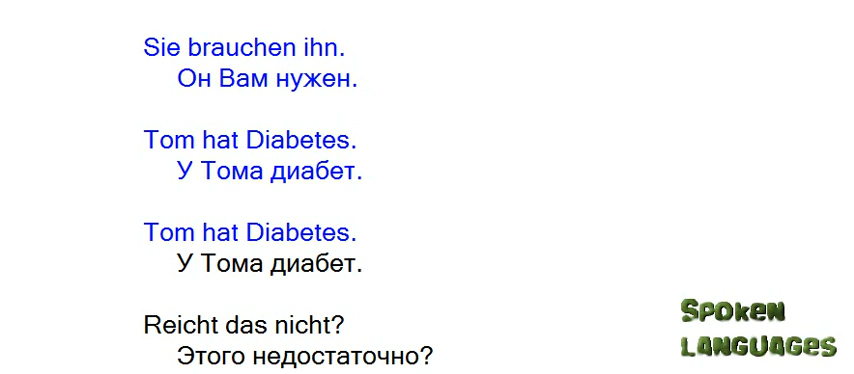 Sie brauchen ihn.
Он Вам нужен.
Tom hat Diabetes.
У Тома диабет.
Tom hat Diabetes.
У Тома диабет.
Reicht das nicht?
Этого недостаточно?
Spoken
Languages